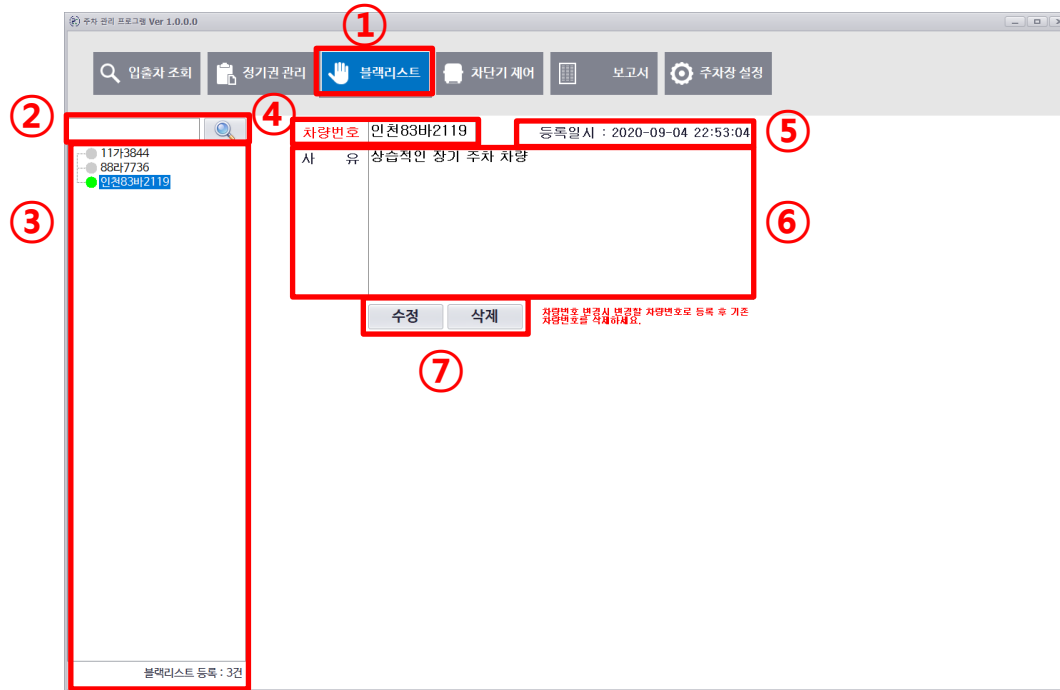 주차 관리 프로그램 Ver 1.0.0.0
①
입출차 조회 정기권 관리 블랙리스트 차단기 제어 보고서 주차장 설정
②
④
차량번호 인천83바2119 등록일시 : 2020-09-04 22:53:04
⑤
11가3844
88라7736
인천83바2119
③
사 유 상습적인 장기 주차 차량
⑥
수정 삭제
차량번호 변경시 변경할 차량번호로 등록 후 기존
차량번호를 삭제하세요.
⑦
블랙리스트 등록 : 3건